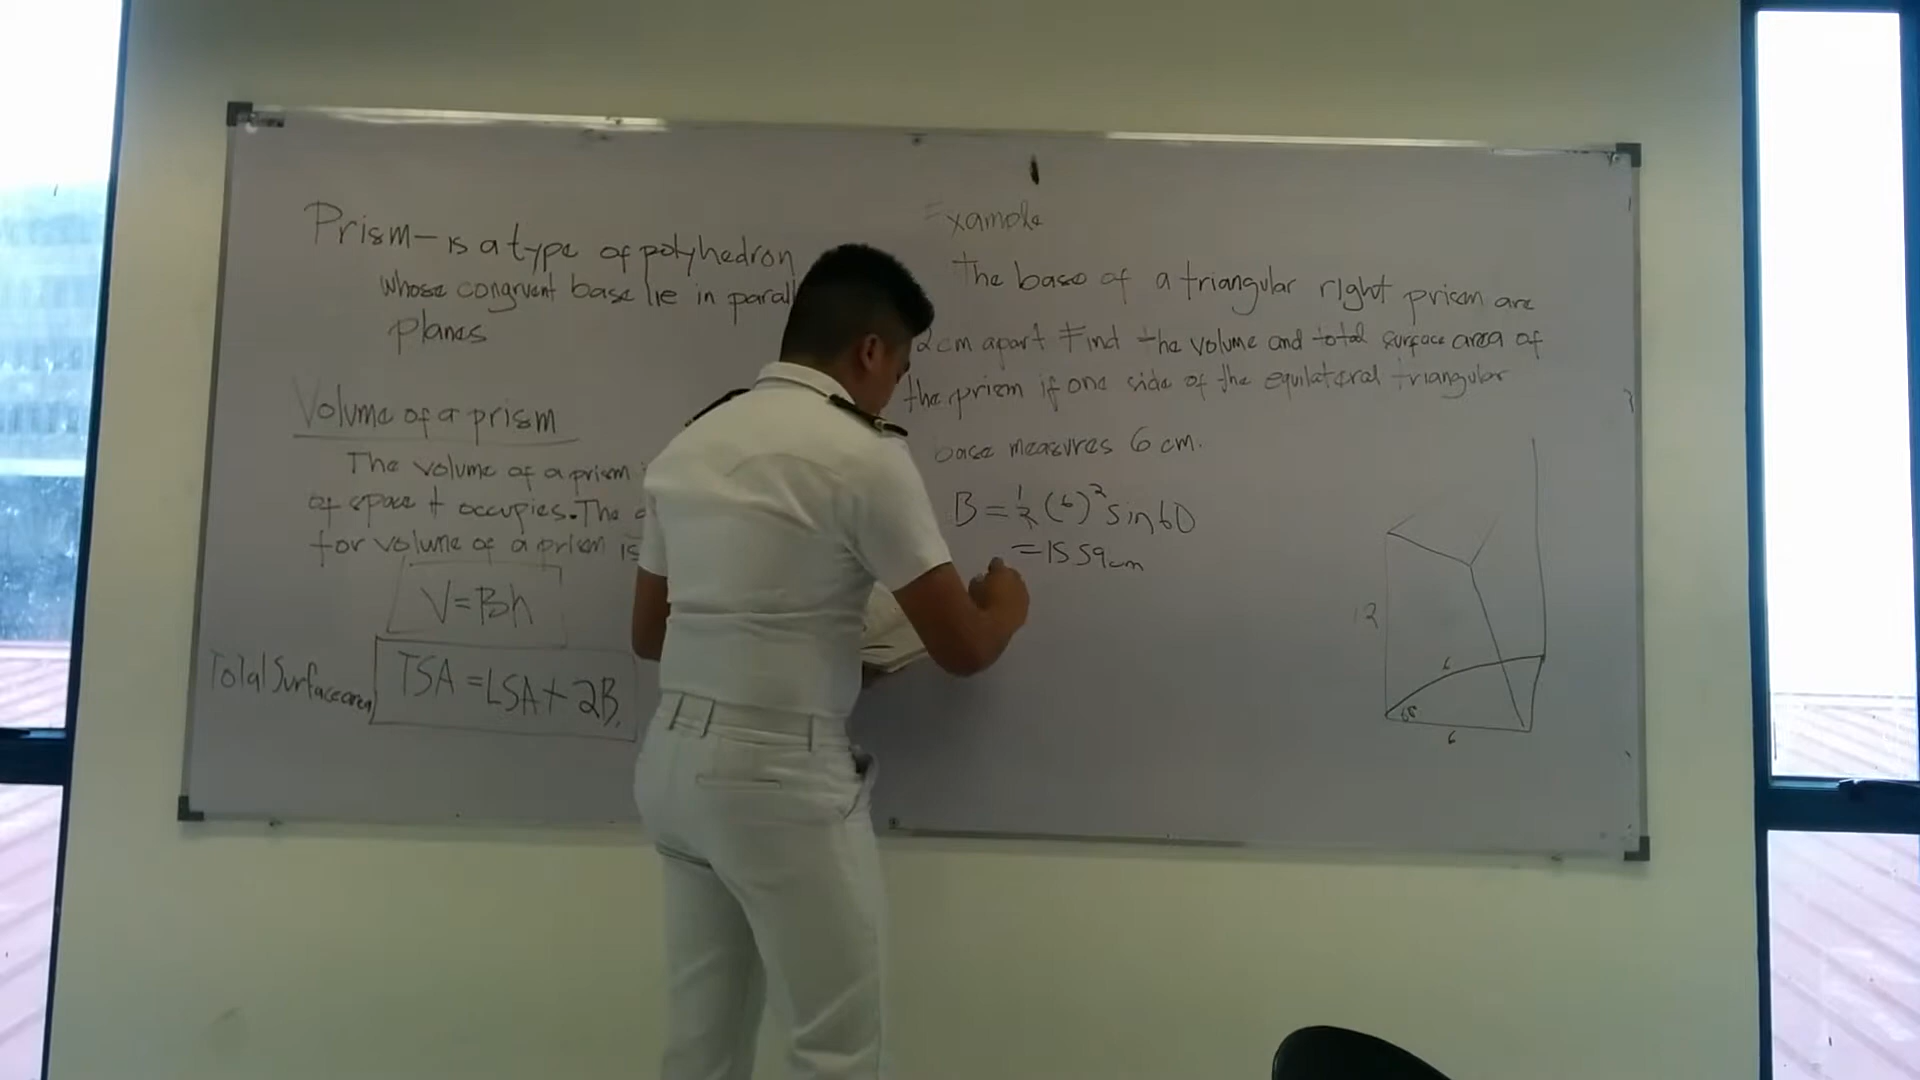 Prism - is a type of polyhedron
whose congruent base lie in parall
planes
Volume of a prism
The volume of a prism
of space t occupies. The
for volume of a prism is
V=Bh
Total Surface area
TSA = LSA + 2B.
Example
The base of a triangular right prism are
2cm apart Find the volume and total surface area of
the prism if one side of the equilateral triangular
base measures 6 cm.
B = 1/2 (6)² sin 60
= 15 59cm
12
6
60
6